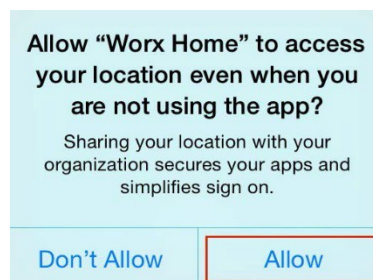 Allow “Worx Home” to access
your location even when you
are not using the app?
Sharing your location with your
organization secures your apps and
simplifies sign on.
Don’t Allow
Allow